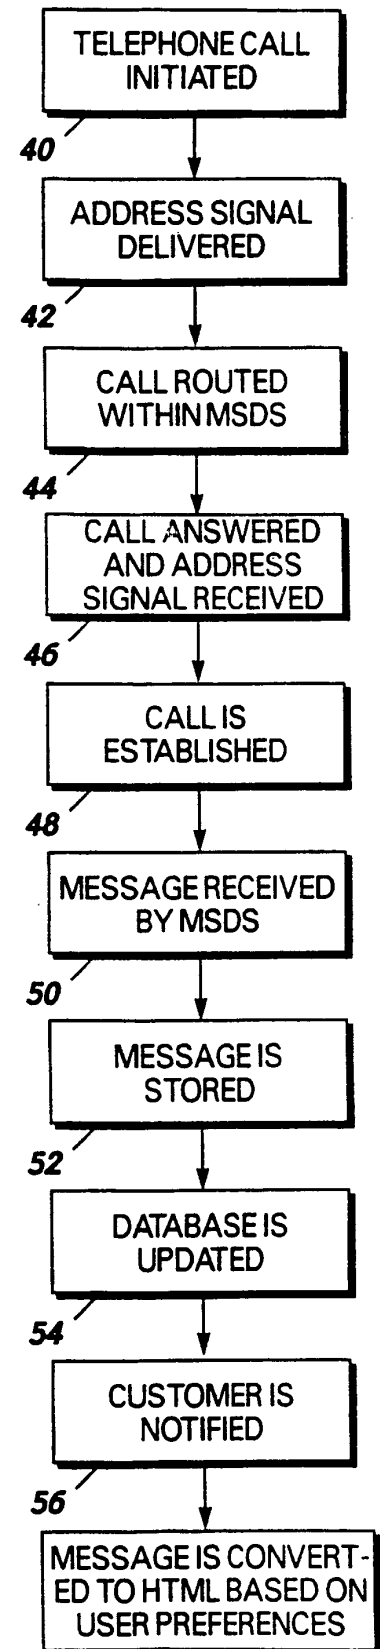 TELEPHONE CALL
INITIATED
40
ADDRESS SIGNAL
DELIVERED
42
CALL ROUTED
WITHIN MSDS
44
CALL ANSWERED
AND ADDRESS
SIGNAL RECEIVED
46
CALL IS
ESTABLISHED
48
MESSAGE RECEIVED
BY MSDS
50
MESSAGE IS
STORED
52
DATABASE IS
UPDATED
54
CUSTOMER IS
NOTIFIED
56
MESSAGE IS CONVERT-
ED TO HTML BASED ON
USER PREFERENCES